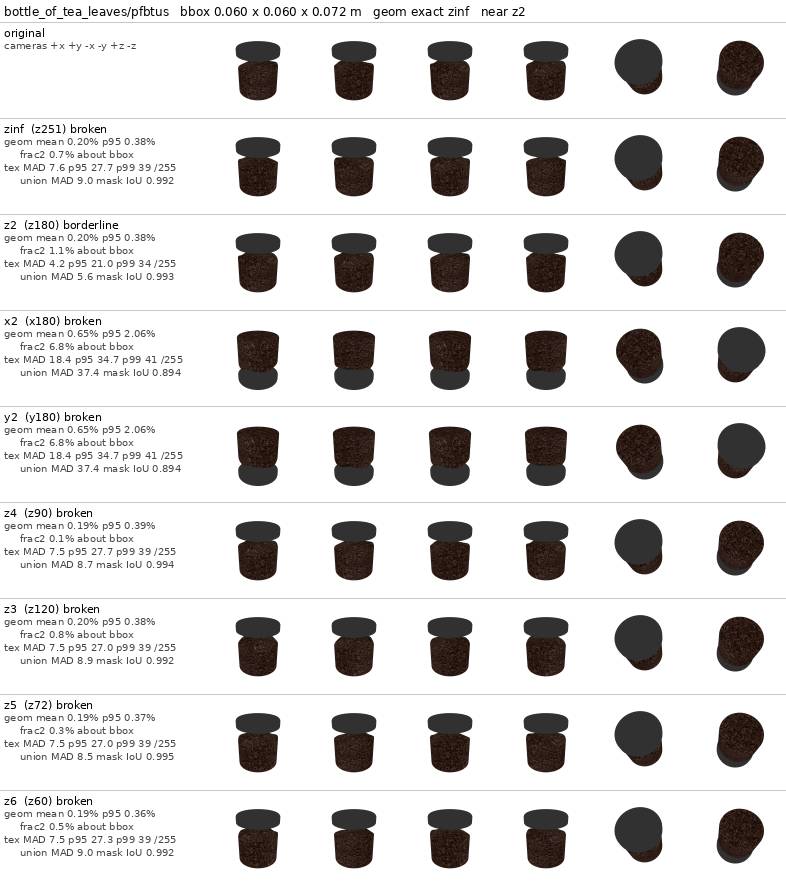 bottle_of_tea_leaves/pfbtus bbox 0.060 x 0.060 x 0.072 m geom exact zinf near z2
original
cameras +x +y -x -y +z -z
zinf (z251) broken
geom mean 0.20% p95 0.38%
frac2 0.7% about bbox
tex MAD 7.6 p95 27.7 p99 39 /255
union MAD 9.0 mask IoU 0.992
z2 (z180) borderline
geom mean 0.20% p95 0.38%
frac2 1.1% about bbox
tex MAD 4.2 p95 21.0 p99 34 /255
union MAD 5.6 mask IoU 0.993
x2 (x180) broken
geom mean 0.65% p95 2.06%
frac2 6.8% about bbox
tex MAD 18.4 p95 34.7 p99 41 /255
union MAD 37.4 mask IoU 0.894
y2 (y180) broken
geom mean 0.65% p95 2.06%
frac2 6.8% about bbox
tex MAD 18.4 p95 34.7 p99 41 /255
union MAD 37.4 mask IoU 0.894
z4 (z90) broken
geom mean 0.19% p95 0.39%
frac2 0.1% about bbox
tex MAD 7.5 p95 27.7 p99 39 /255
union MAD 8.7 mask IoU 0.994
z3 (z120) broken
geom mean 0.20% p95 0.38%
frac2 0.8% about bbox
tex MAD 7.5 p95 27.0 p99 39 /255
union MAD 8.9 mask IoU 0.992
z5 (z72) broken
geom mean 0.19% p95 0.37%
frac2 0.3% about bbox
tex MAD 7.5 p95 27.0 p99 39 /255
union MAD 8.5 mask IoU 0.995
z6 (z60) broken
geom mean 0.19% p95 0.36%
frac2 0.5% about bbox
tex MAD 7.5 p95 27.3 p99 39 /255
union MAD 9.0 mask IoU 0.992